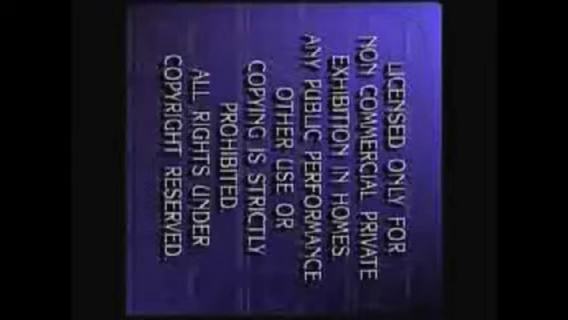 LICENSED ONLY FOR
NON COMMERCIAL PRIVATE
EXHIBITION IN HOMES
ANY PUBLIC PERFORMANCE
OTHER USE OR
COPYING IS STRICTLY
PROHIBITED.
ALL RIGHTS UNDER
COPYRIGHT RESERVED.